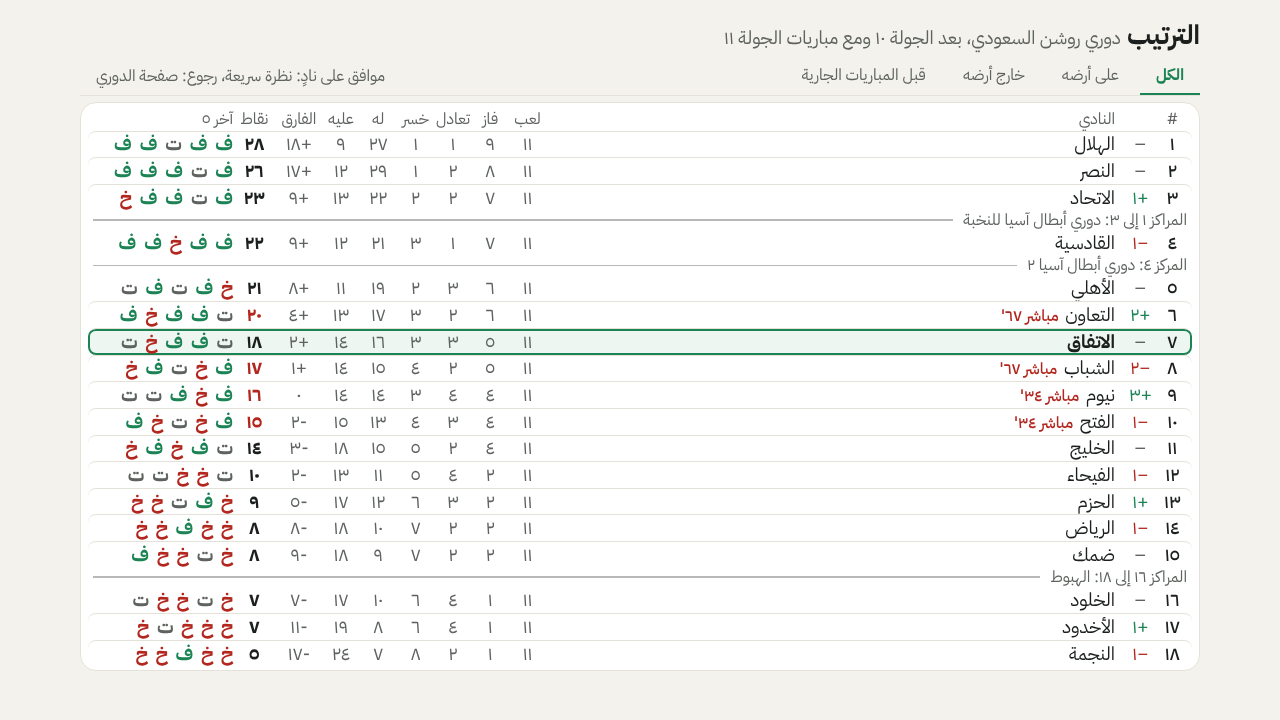 الترتيب دوري روشن السعودي، بعد الجولة ١٠ ومع مباريات الجولة ١١
الكل على أرضه خارج أرضه قبل المباريات الجارية موافق على نادٍ: نظرة سريعة، رجوع: صفحة الدوري
# النادي لعب فاز تعادل خسر له عليه الفارق نقاط آخر ٥
١ – الهلال ١١ ٩ ١ ١ ٢٧ ٩ +١٨ ٢٨ ف ف ت ف ف
٢ – النصر ١١ ٨ ٢ ١ ٢٩ ١٢ +١٧ ٢٦ ف ت ف ف ف
٣ +١ الاتحاد ١١ ٧ ٢ ٢ ٢٢ ١٣ +٩ ٢٣ ف ت ف ف خ
المراكز ١ إلى ٣: دوري أبطال آسيا للنخبة
٤ –١ القادسية ١١ ٧ ١ ٣ ٢١ ١٢ +٩ ٢٢ ف ف خ ف ف
المركز ٤: دوري أبطال آسيا ٢
٥ – الأهلي ١١ ٦ ٣ ٢ ١٩ ١١ +٨ ٢١ خ ف ت ف ت
٦ +٢ التعاون مباشر ٦٧' ١١ ٦ ٢ ٣ ١٧ ١٣ +٤ ٢٠ ت ف ف خ ف
٧ – الاتفاق ١١ ٥ ٣ ٣ ١٦ ١٤ +٢ ١٨ ت ف ف خ ت
٨ –٢ الشباب مباشر ٦٧' ١١ ٥ ٢ ٤ ١٥ ١٤ +١ ١٧ ف خ ت ف خ
٩ +٣ نيوم مباشر ٣٤' ١١ ٤ ٤ ٣ ١٤ ١٤ ٠ ١٦ ف خ ف ت ت
١٠ –١ الفتح مباشر ٣٤' ١١ ٤ ٣ ٤ ١٣ ١٥ -٢ ١٥ ف خ ت خ ف
١١ – الخليج ١١ ٤ ٢ ٥ ١٥ ١٨ -٣ ١٤ ت ف خ ف خ
١٢ –١ الفيحاء ١١ ٢ ٤ ٥ ١١ ١٣ -٢ ١٠ ت خ خ ت ت
١٣ +١ الحزم ١١ ٢ ٣ ٦ ١٢ ١٧ -٥ ٩ خ ف ت خ خ
١٤ –١ الرياض ١١ ٢ ٢ ٧ ١٠ ١٨ -٨ ٨ خ خ ف خ خ
١٥ – ضمك ١١ ٢ ٢ ٧ ٩ ١٨ -٩ ٨ خ ت خ خ ف
المراكز ١٦ إلى ١٨: الهبوط
١٦ – الخلود ١١ ١ ٤ ٦ ١٠ ١٧ -٧ ٧ خ ت خ خ ت
١٧ +١ الأخدود ١١ ١ ٤ ٦ ٨ ١٩ -١١ ٧ خ خ خ ت خ
١٨ –١ النجمة ١١ ١ ٢ ٨ ٧ ٢٤ -١٧ ٥ خ خ ف خ خ